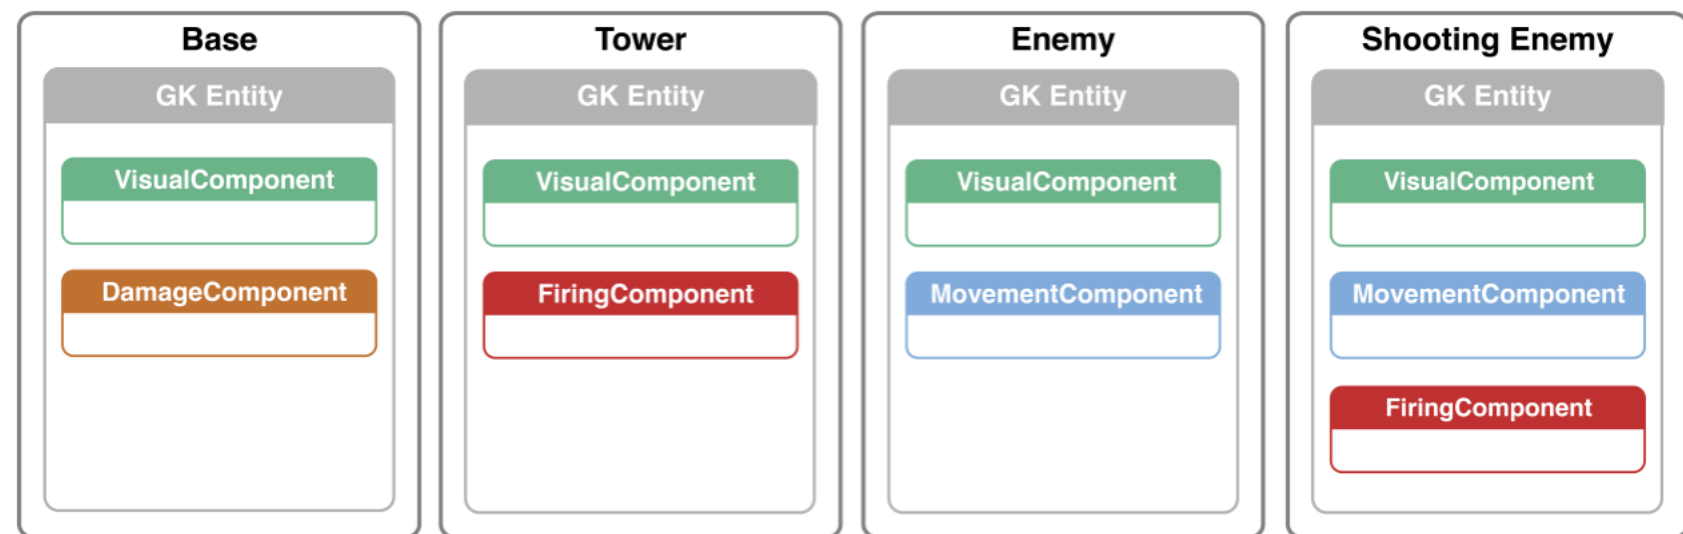 Base
GK Entity
VisualComponent
DamageComponent
Tower
GK Entity
VisualComponent
FiringComponent
Enemy
GK Entity
VisualComponent
MovementComponent
Shooting Enemy
GK Entity
VisualComponent
MovementComponent
FiringComponent